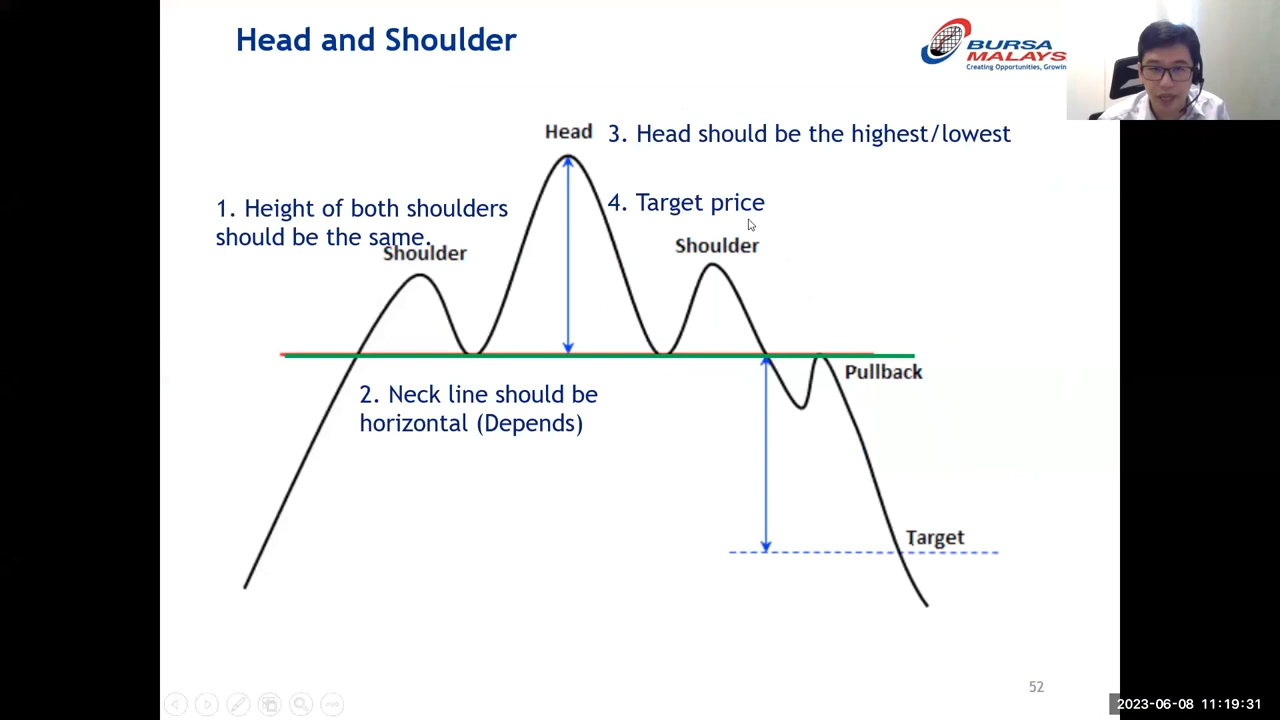 Head and Shoulder
BURSA
MALAYS
Creating Opportunities, Growin
Head
3. Head should be the highest/lowest
1. Height of both shoulders
should be the same.
4. Target price
Shoulder
Shoulder
Pullback
2. Neck line should be
horizontal (Depends)
Target
52
2023-06-08 11:19:31